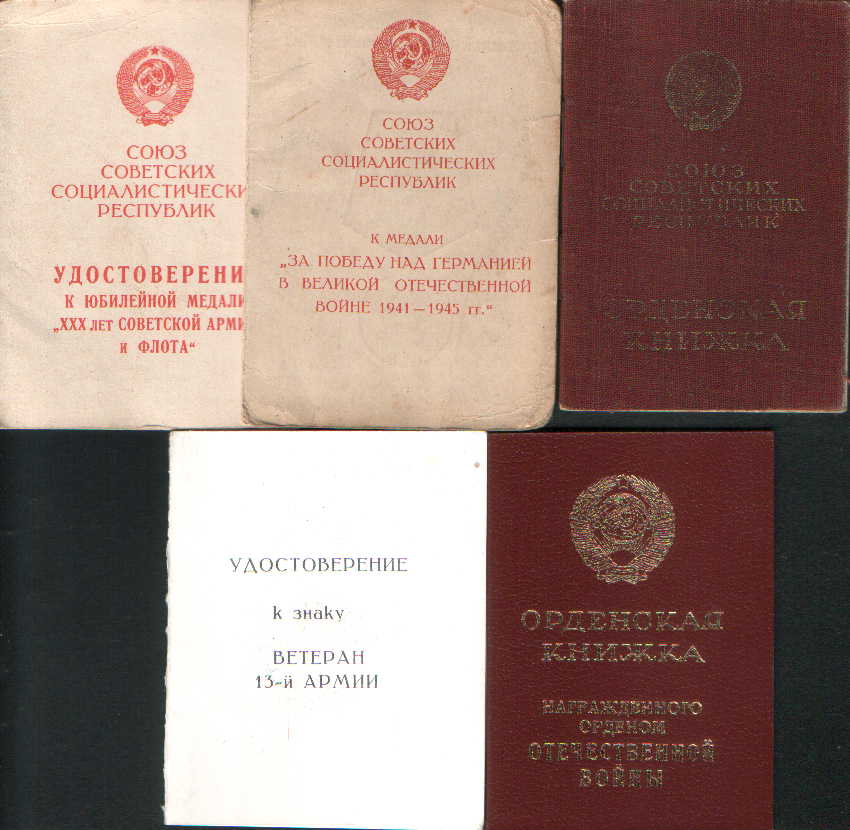 СОЮЗ
СОВЕТСКИХ
СОЦИАЛИСТИЧЕСКИ
РЕСПУБЛИК
УДОСТОВЕРЕНИ
К ЮБИЛЕЙНОЙ МЕДАЛИ
„XXX ЛЕТ СОВЕТСКОЙ АРМИ
и ФЛОТА“
СОЮЗ
СОВЕТСКИХ
СОЦИАЛИСТИЧЕСКИХ
РЕСПУБЛИК
К МЕДАЛИ
„ЗА ПОБЕДУ НАД ГЕРМАНИЕЙ
В ВЕЛИКОЙ ОТЕЧЕСТВЕННОЙ
ВОЙНЕ 1941—1945 гг.“
СОЮЗ
СОВЕТСКИХ
СОЦИАЛИСТИЧЕСКИХ
РЕСПУБЛИК
ОРДЕНСКАЯ
КНИЖКА
УДОСТОВЕРЕНИЕ
к знаку
ВЕТЕРАН
13-й АРМИИ
ОРДЕНСКАЯ
КНИЖКА
НАГРАЖДЕННОГО
ОРДЕНОМ
ОТЕЧЕСТВЕННОЙ
ВОЙНЫ